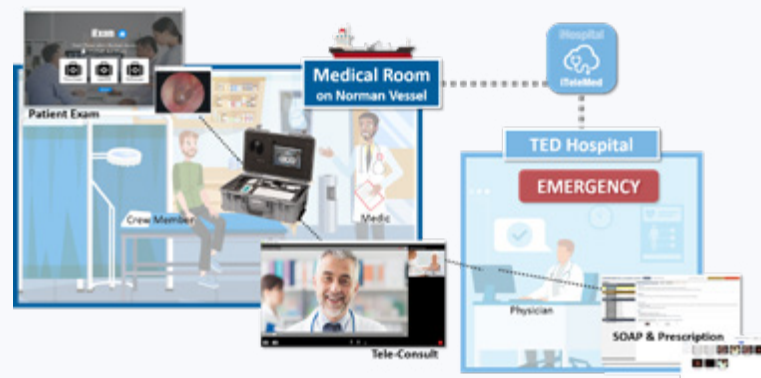 iExan
Patient Exam
Medical Room
on Norman Vessel
iHospital
iTeleMed
TED Hospital
EMERGENCY
Crew Member
Medic
Physician
Tele-Consult
SOAP & Prescription